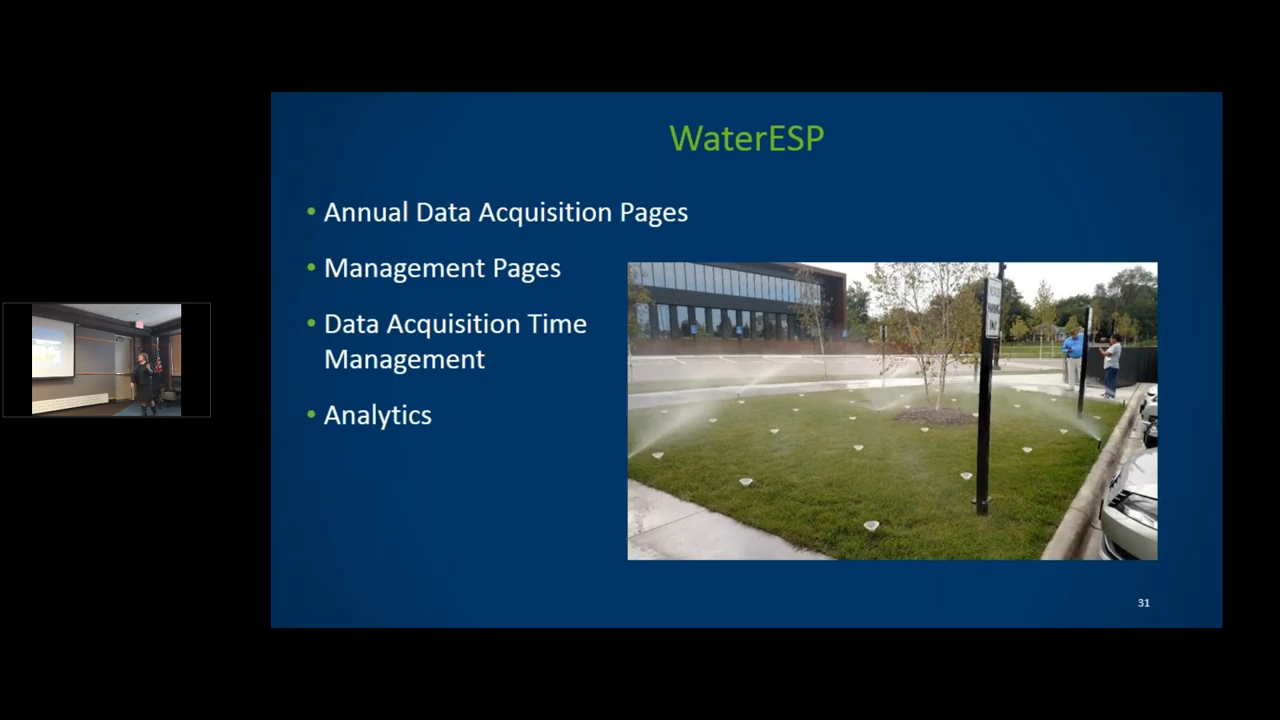 WaterESP
• Annual Data Acquisition Pages
• Management Pages
• Data Acquisition Time
Management
• Analytics
31